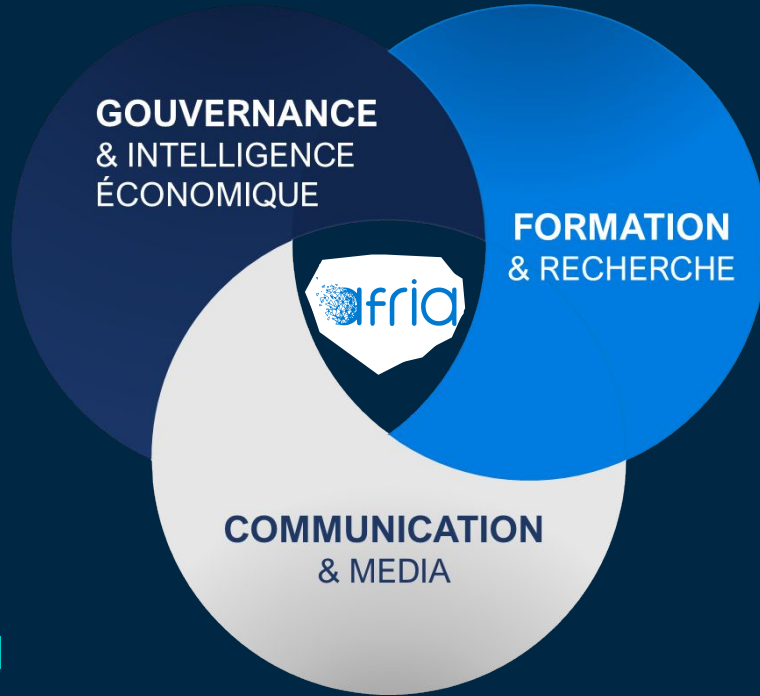 GOUVERNANCE
& INTELLIGENCE
ÉCONOMIQUE
FORMATION
& RECHERCHE
afria
COMMUNICATION
& MEDIA